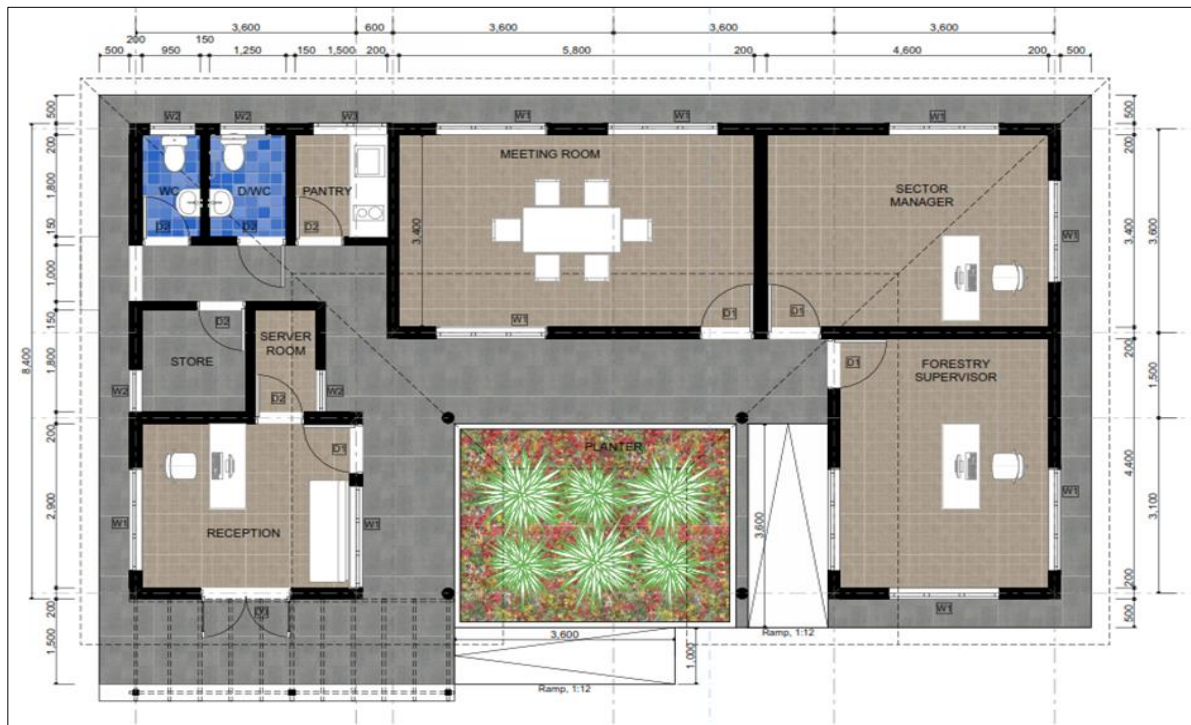 3,600 600 3,600 3,600 3,600
200 150
500 950 1,250 150 1,500 200 5,800 200 4,600 200 500
500 200 1,800 150 1,000 150 1,800 200 2,900 200 1,500
8,400
500 200 3,400 200 4,400 200 500
3,600 1,500 3,100
W2 W2 W2 W1 W1 W1
MEETING ROOM
WC D/WC PANTRY
SECTOR
MANAGER
3,400
D2 D2 D2
W1
W1 D1 D1
D2
STORE
SERVER
ROOM
D1
FORESTRY
SUPERVISOR
W2 W2
D2
D1
PLANTER
W1 W1 W1
3,600
RECEPTION
D1
W1
3,600
1,000
Ramp, 1:12
Ramp, 1:12